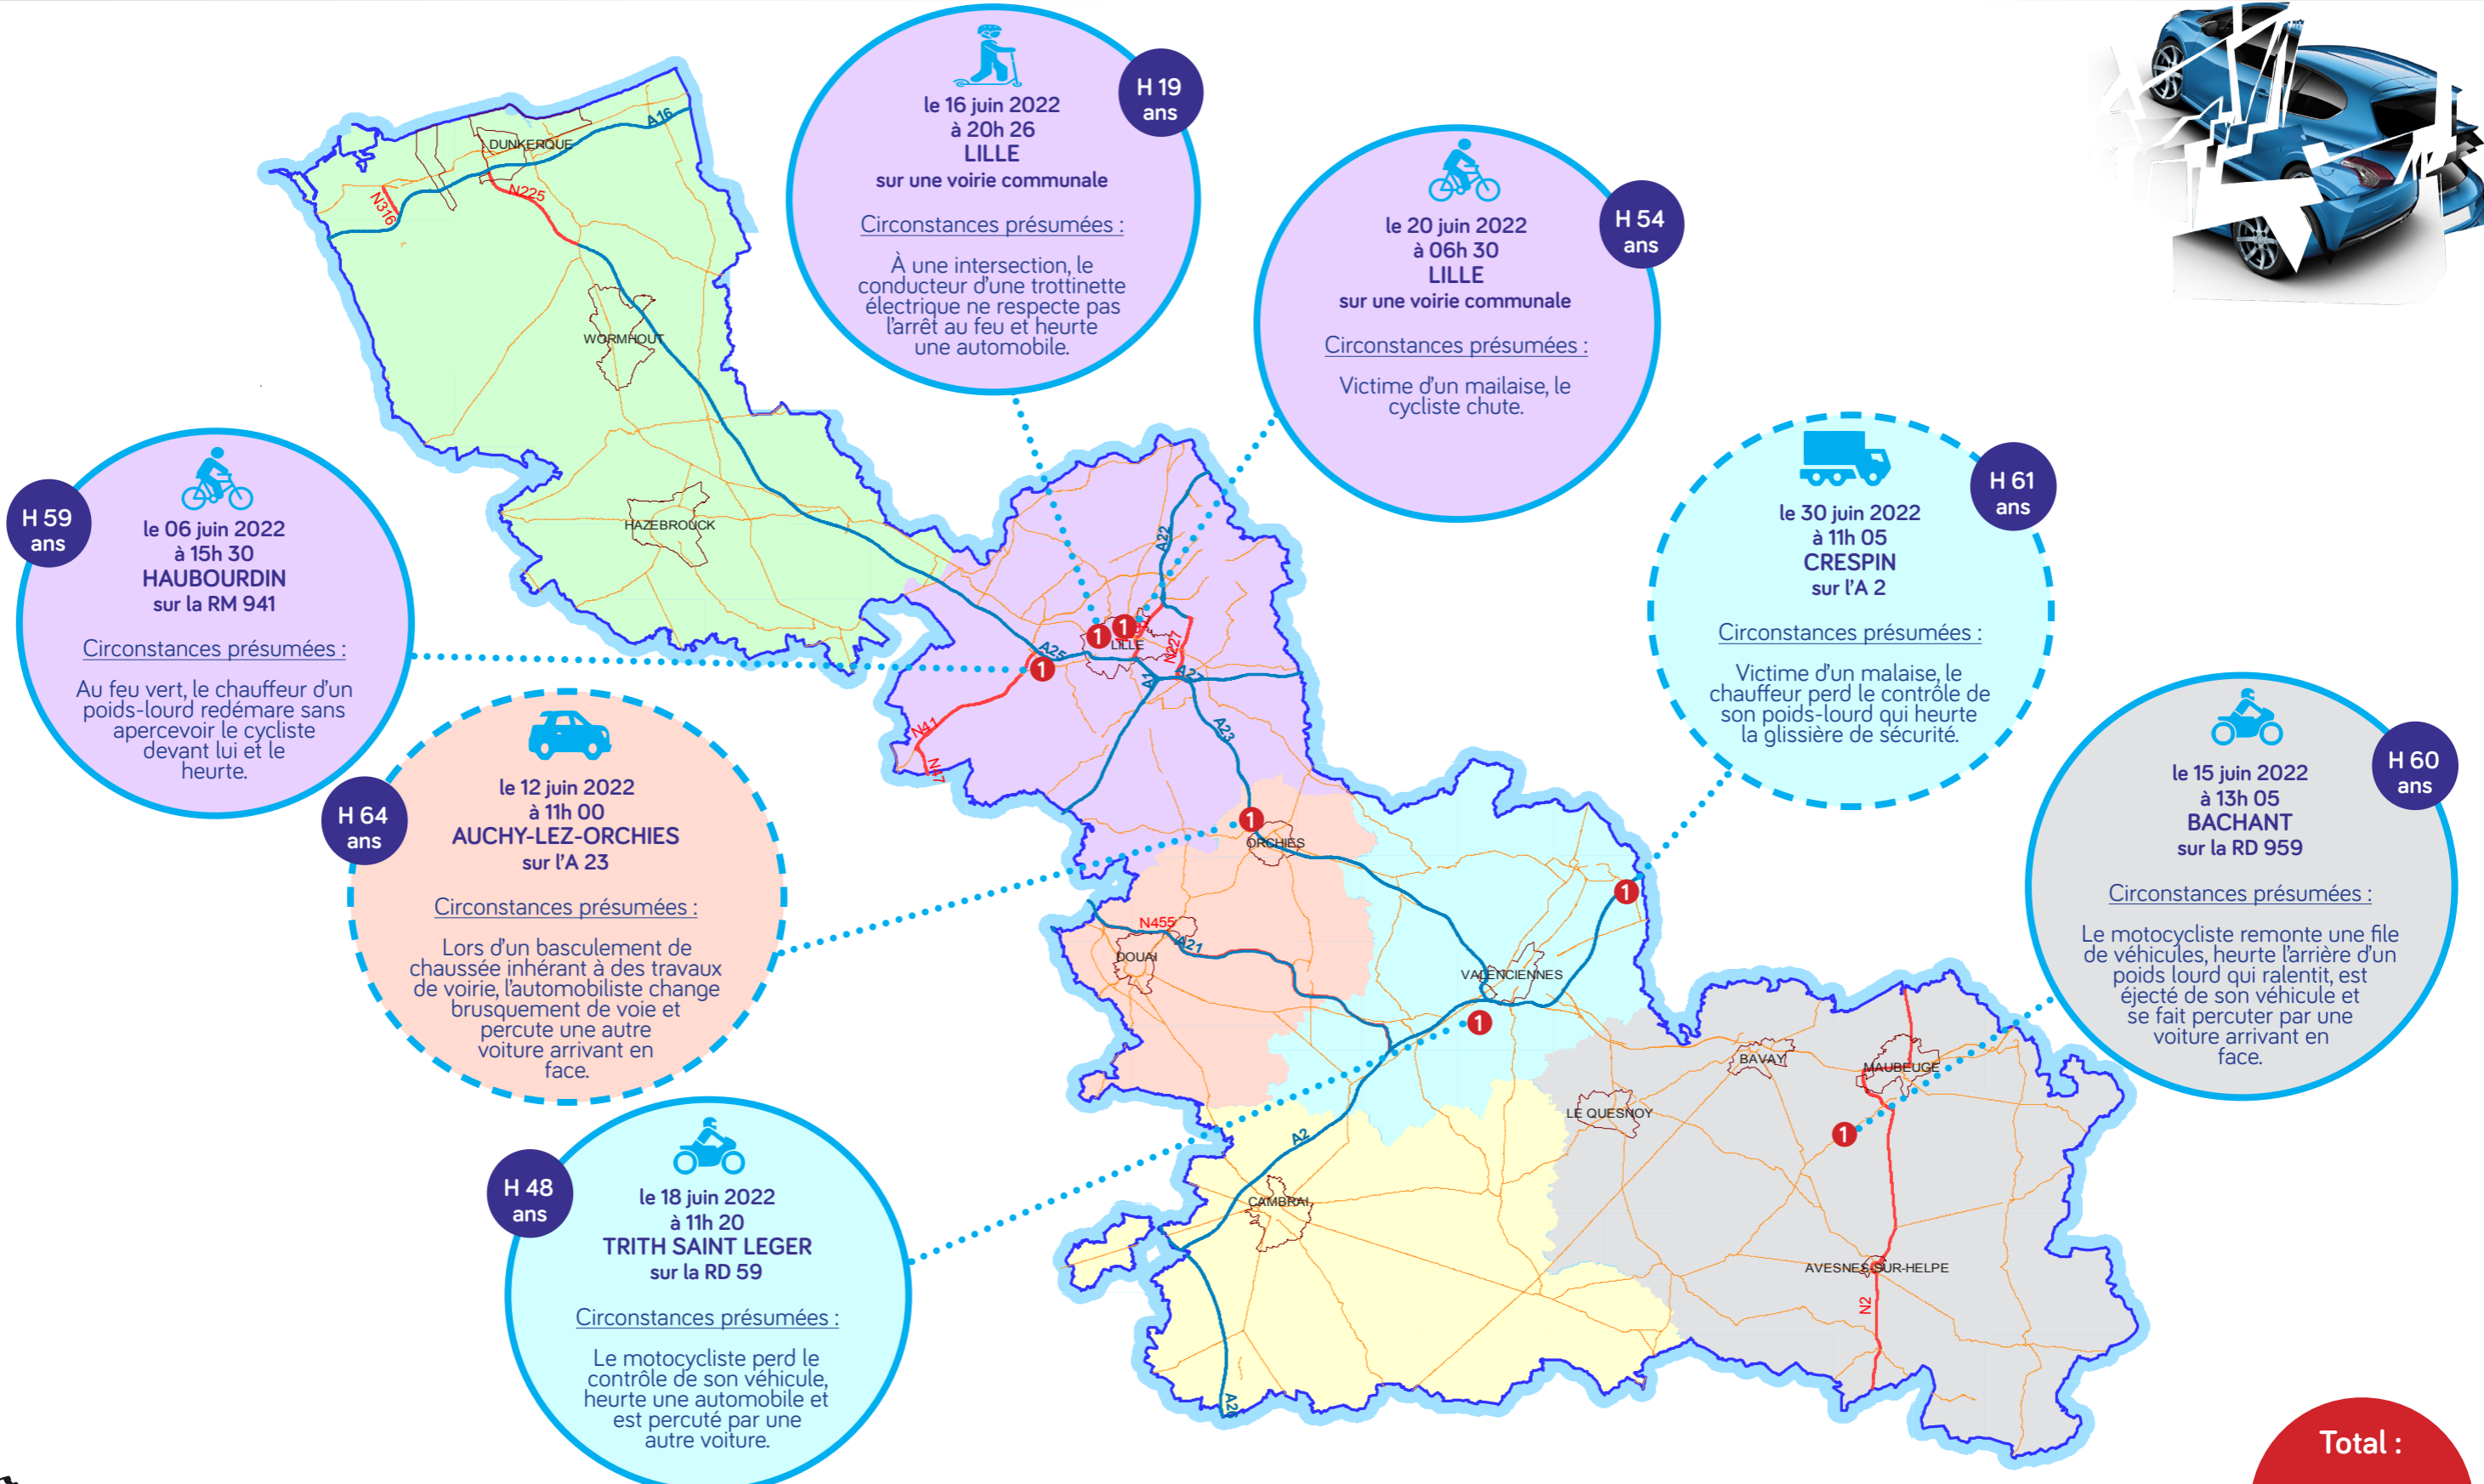 H 19
ans
le 16 juin 2022
à 20h 26
LILLE
sur une voirie communale
Circonstances présumées :
À une intersection, le
conducteur d'une trottinette
électrique ne respecte pas
l'arrêt au feu et heurte
une automobile.
H 54
ans
le 20 juin 2022
à 06h 30
LILLE
sur une voirie communale
Circonstances présumées :
Victime d'un mailaise, le
cycliste chute.
H 59
ans
le 06 juin 2022
à 15h 30
HAUBOURDIN
sur la RM 941
Circonstances présumées :
Au feu vert, le chauffeur d'un
poids-lourd redémare sans
apercevoir le cycliste
devant lui et le
heurte.
H 61
ans
le 30 juin 2022
à 11h 05
CRESPIN
sur l'A 2
Circonstances présumées :
Victime d'un malaise, le
chauffeur perd le contrôle de
son poids-lourd qui heurte
la glissière de sécurité.
H 64
ans
le 12 juin 2022
à 11h 00
AUCHY-LEZ-ORCHIES
sur l'A 23
Circonstances présumées :
Lors d'un basculement de
chaussée inhérant à des travaux
de voirie, l'automobiliste change
brusquement de voie et
percute une autre
voiture arrivant en
face.
H 60
ans
le 15 juin 2022
à 13h 05
BACHANT
sur la RD 959
Circonstances présumées :
Le motocycliste remonte une file
de véhicules, heurte l'arrière d'un
poids lourd qui ralentit, est
éjecté de son véhicule et
se fait percuter par une
voiture arrivant en
face.
H 48
ans
le 18 juin 2022
à 11h 20
TRITH SAINT LEGER
sur la RD 59
Circonstances présumées :
Le motocycliste perd le
contrôle de son véhicule,
heurte une automobile et
est percuté par une
autre voiture.
A16
DUNKERQUE
N316
N225
WORMHOUT
HAZEBROUCK
A22
1
1
LILLE
N227
A25
1
A1
A27
A23
N41
N47
1
ORCHIES
1
N455
A21
DOUAI
VALENCIENNES
1
BAVAY
MAUBEUGE
LE QUESNOY
1
A2
CAMBRAI
AVESNES-SUR-HELPE
N2
A26
Total :